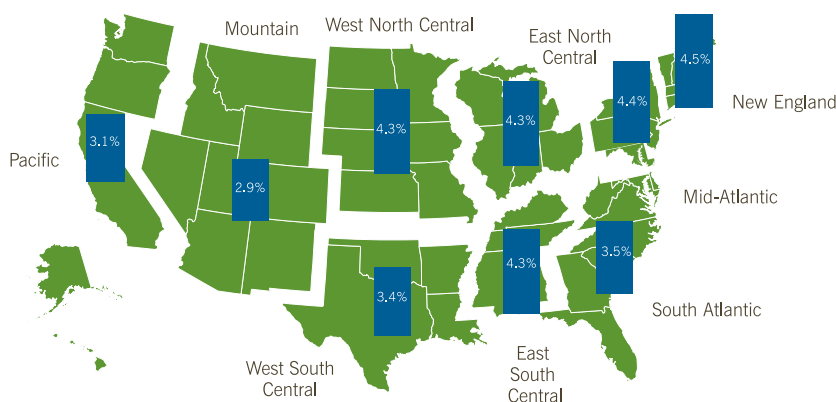 Mountain
West North Central
East North
Central
4.5%
4.4%
New England
4.3%
4.3%
3.1%
Pacific
2.9%
Mid-Atlantic
3.5%
4.3%
3.4%
South Atlantic
West South
Central
East
South
Central